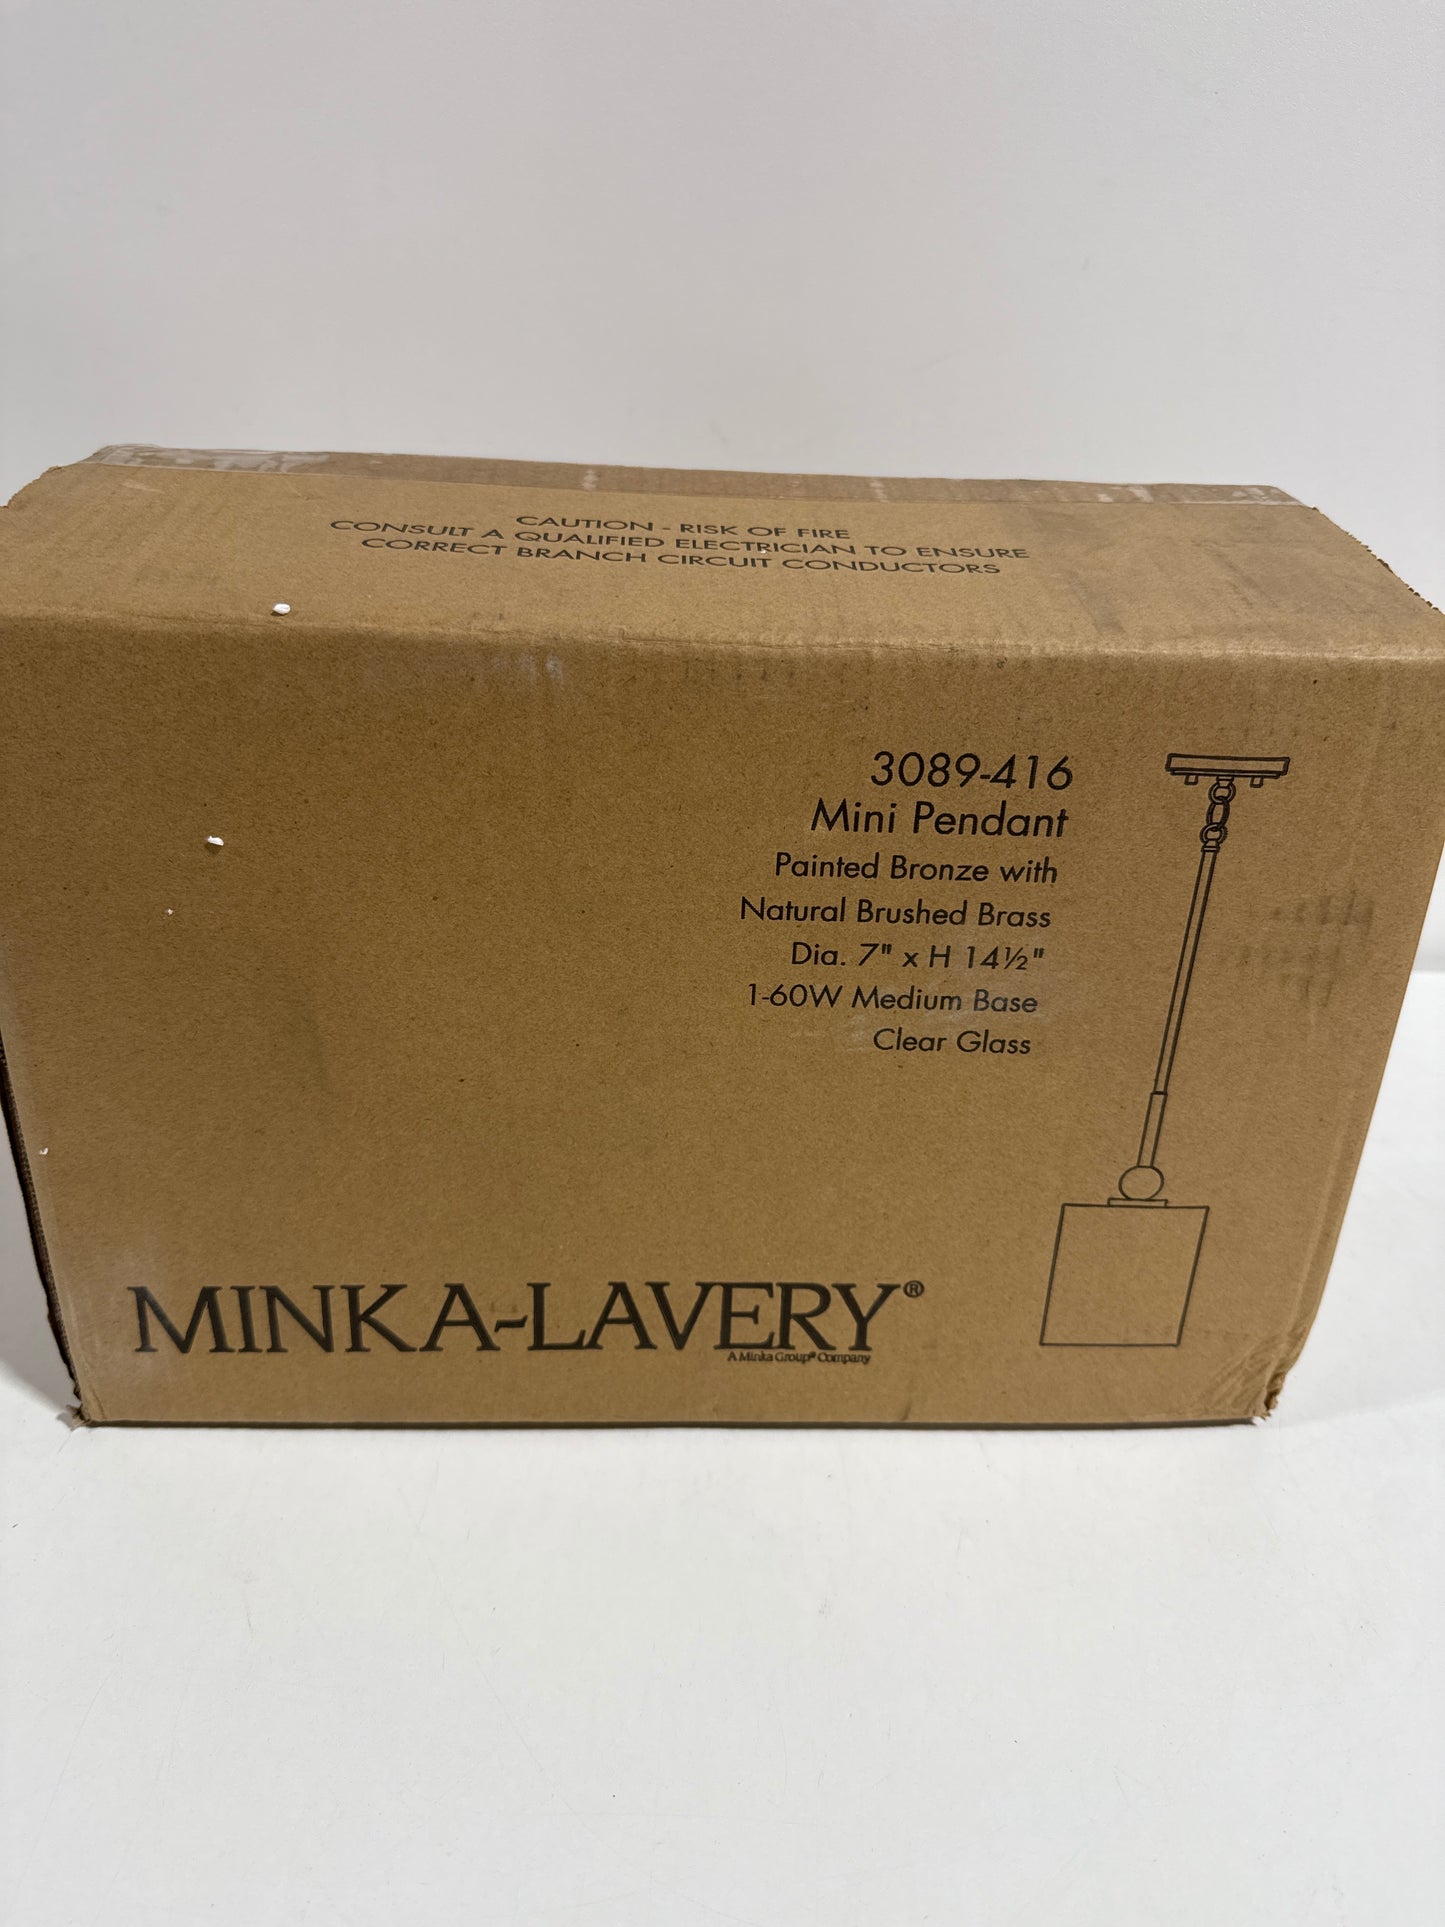 CAUTION - RISK OF FIRE
CONSULT A QUALIFIED ELECTRICIAN TO ENSURE
CORRECT BRANCH CIRCUIT CONDUCTORS
3089-416
Mini Pendant
Painted Bronze with
Natural Brushed Brass
Dia. 7" x H 14½"
1-60W Medium Base
Clear Glass
MINKA-LAVERY®
A Minka Group® Company